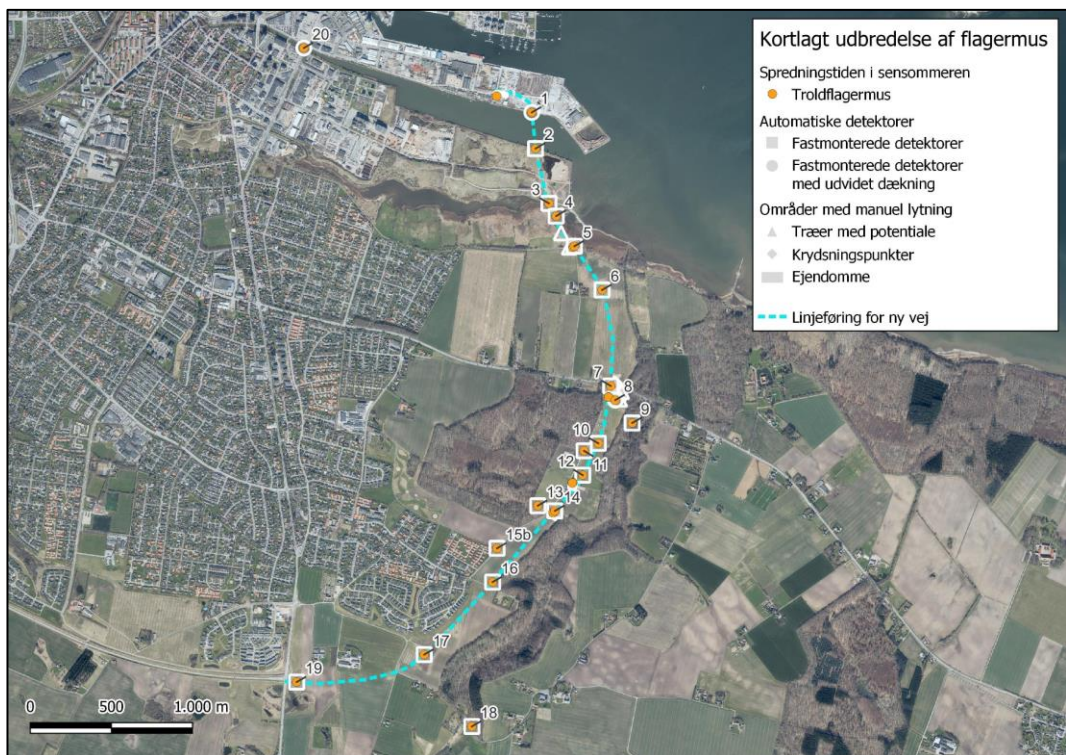 Kortlagt udbredelse af flagermus
Spredningstiden i sensommeren
Troldflagermus
Automatiske detektorer
Fastmonterede detektorer
Fastmonterede detektorer
med udvidet dækning
Områder med manuel lytning
Træer med potentiale
Krydsningspunkter
Ejendomme
Linjeføring for ny vej
20
1
2
3
4
5
6
7
8
9
10
11
12
13
14
15b
16
17
19
18
0 500 1.000 m